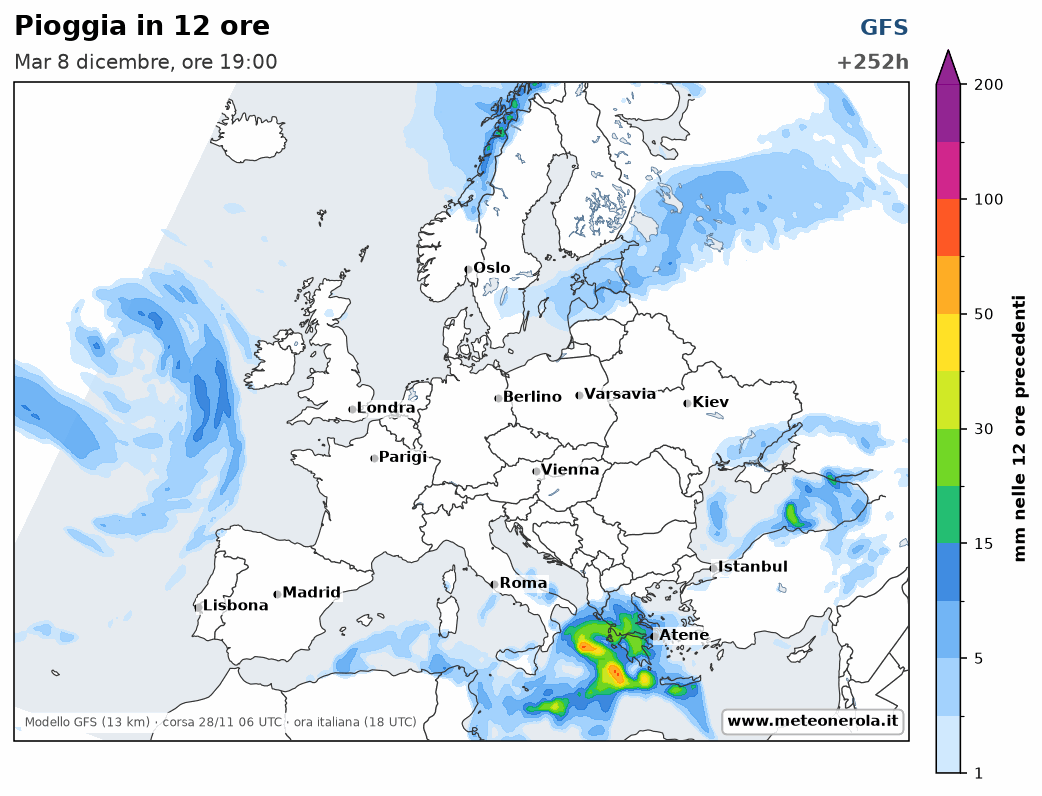 Pioggia in 12 ore
GFS
Mar 8 dicembre, ore 19:00
+252h
200
100
50
30
15
5
1
mm nelle 12 ore precedenti
Oslo
Berlino
Varsavia
Kiev
Londra
Parigi
Vienna
Istanbul
Roma
Madrid
Lisbona
Atene
Modello GFS (13 km) · corsa 28/11 06 UTC · ora italiana (18 UTC)
www.meteonerola.it